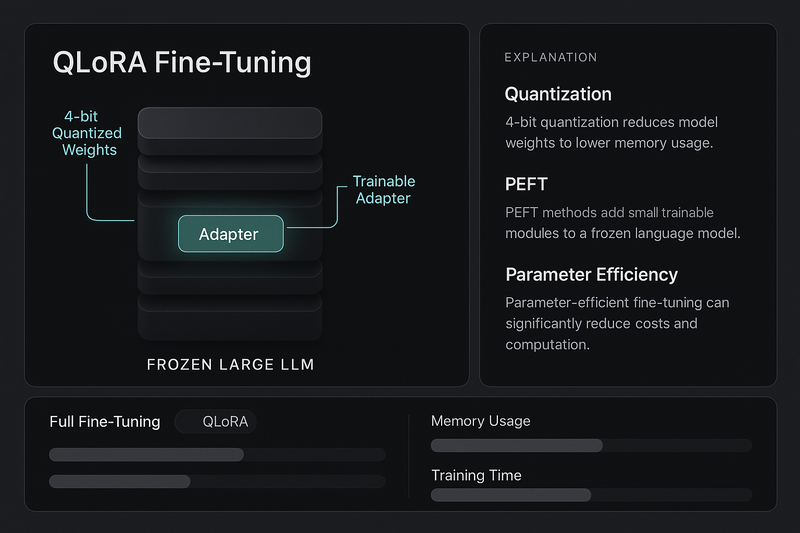 QLoRA Fine-Tuning
4-bit
Quantized
Weights
Trainable
Adapter
Adapter
FROZEN LARGE LLM
EXPLANATION
Quantization
4-bit quantization reduces model
weights to lower memory usage.
PEFT
PEFT methods add small trainable
modules to a frozen language model.
Parameter Efficiency
Parameter-efficient fine-tuning can
significantly reduce costs and
computation.
Full Fine-Tuning
QLoRA
Memory Usage
Training Time